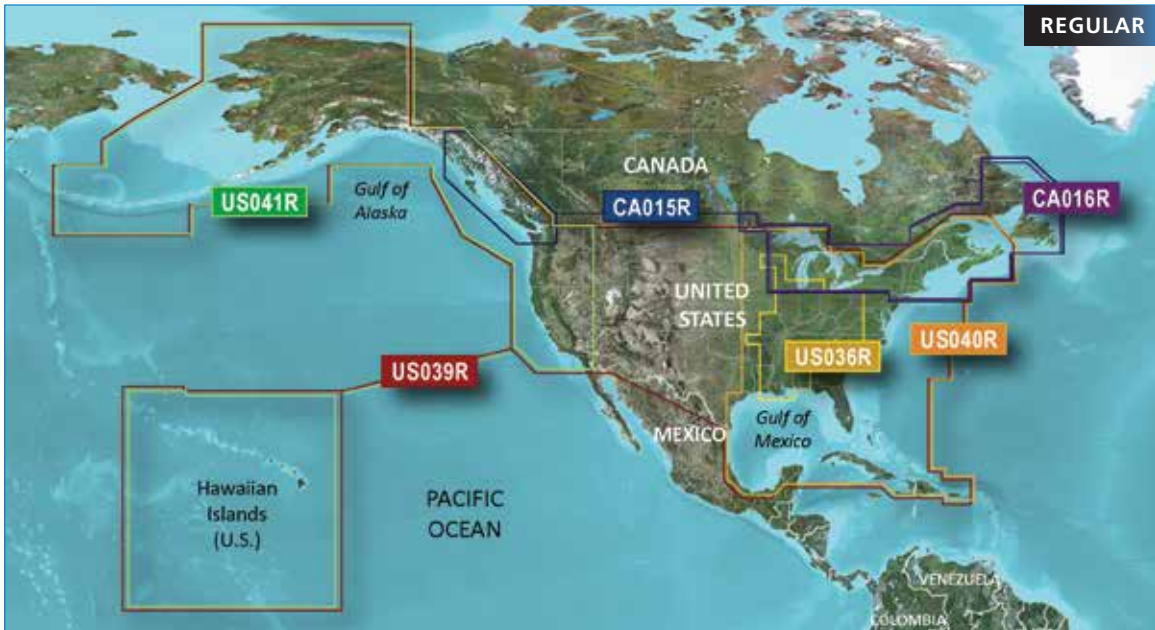 REGULAR
CANADA
US041R
Gulf of
Alaska
CA015R
CA016R
UNITED
STATES
US040R
US036R
US039R
Gulf of
Mexico
MEXICO
Hawaiian
Islands
(U.S.)
PACIFIC
OCEAN
VENEZUELA
COLOMBIA